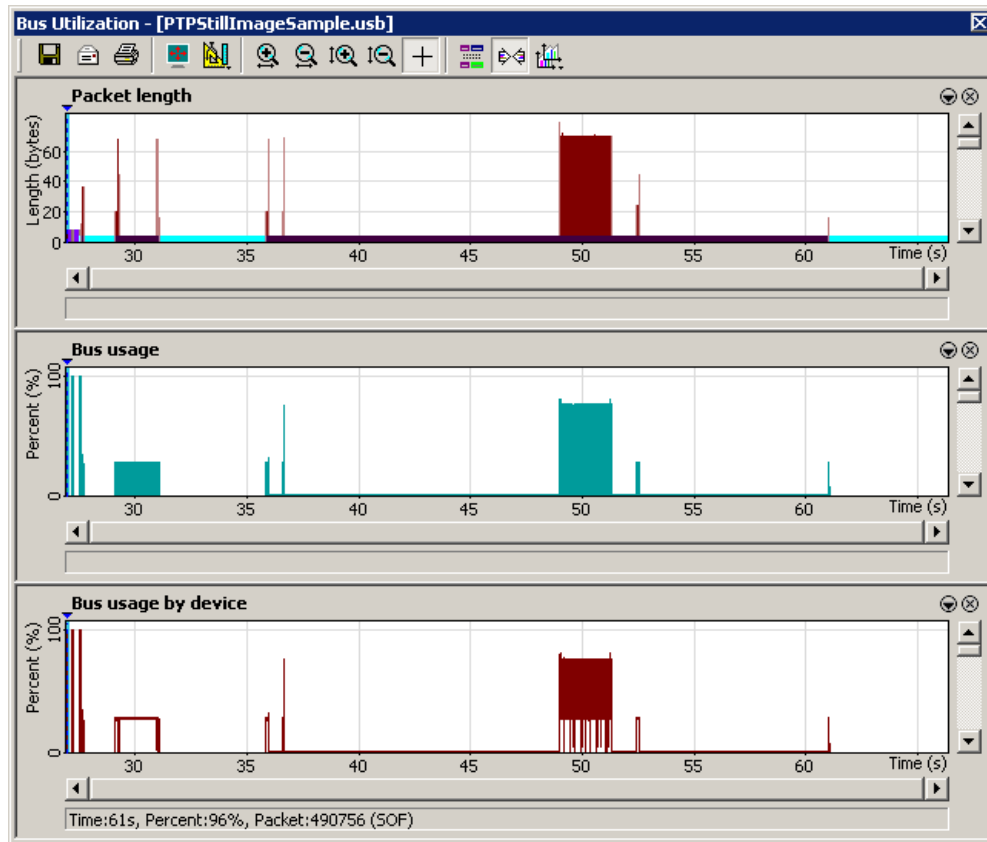 Bus Utilization - [PTPStillImageSample.usb]
Packet length
Length (bytes)
60
40
20
0
30 35 40 45 50 55 60 Time (s)
Bus usage
Percent (%)
100
0
30 35 40 45 50 55 60 Time (s)
Bus usage by device
Percent (%)
100
0
30 35 40 45 50 55 60 Time (s)
Time:61s, Percent:96%, Packet:490756 (SOF)